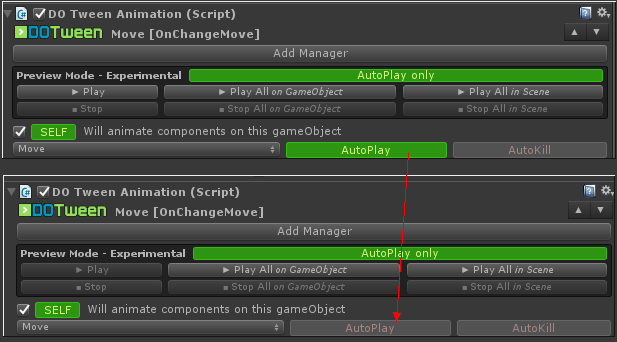 DO Tween Animation (Script)
DOTween Move [OnChangeMove]
Add Manager
Preview Mode - Experimental AutoPlay only
► Play ► Play All on GameObject ► Play All in Scene
■ Stop ■ Stop All on GameObject ■ Stop All in Scene
SELF Will animate components on this gameObject
Move AutoPlay AutoKill
DO Tween Animation (Script)
DOTween Move [OnChangeMove]
Add Manager
Preview Mode - Experimental AutoPlay only
► Play ► Play All on GameObject ► Play All in Scene
■ Stop ■ Stop All on GameObject ■ Stop All in Scene
SELF Will animate components on this gameObject
Move AutoPlay AutoKill